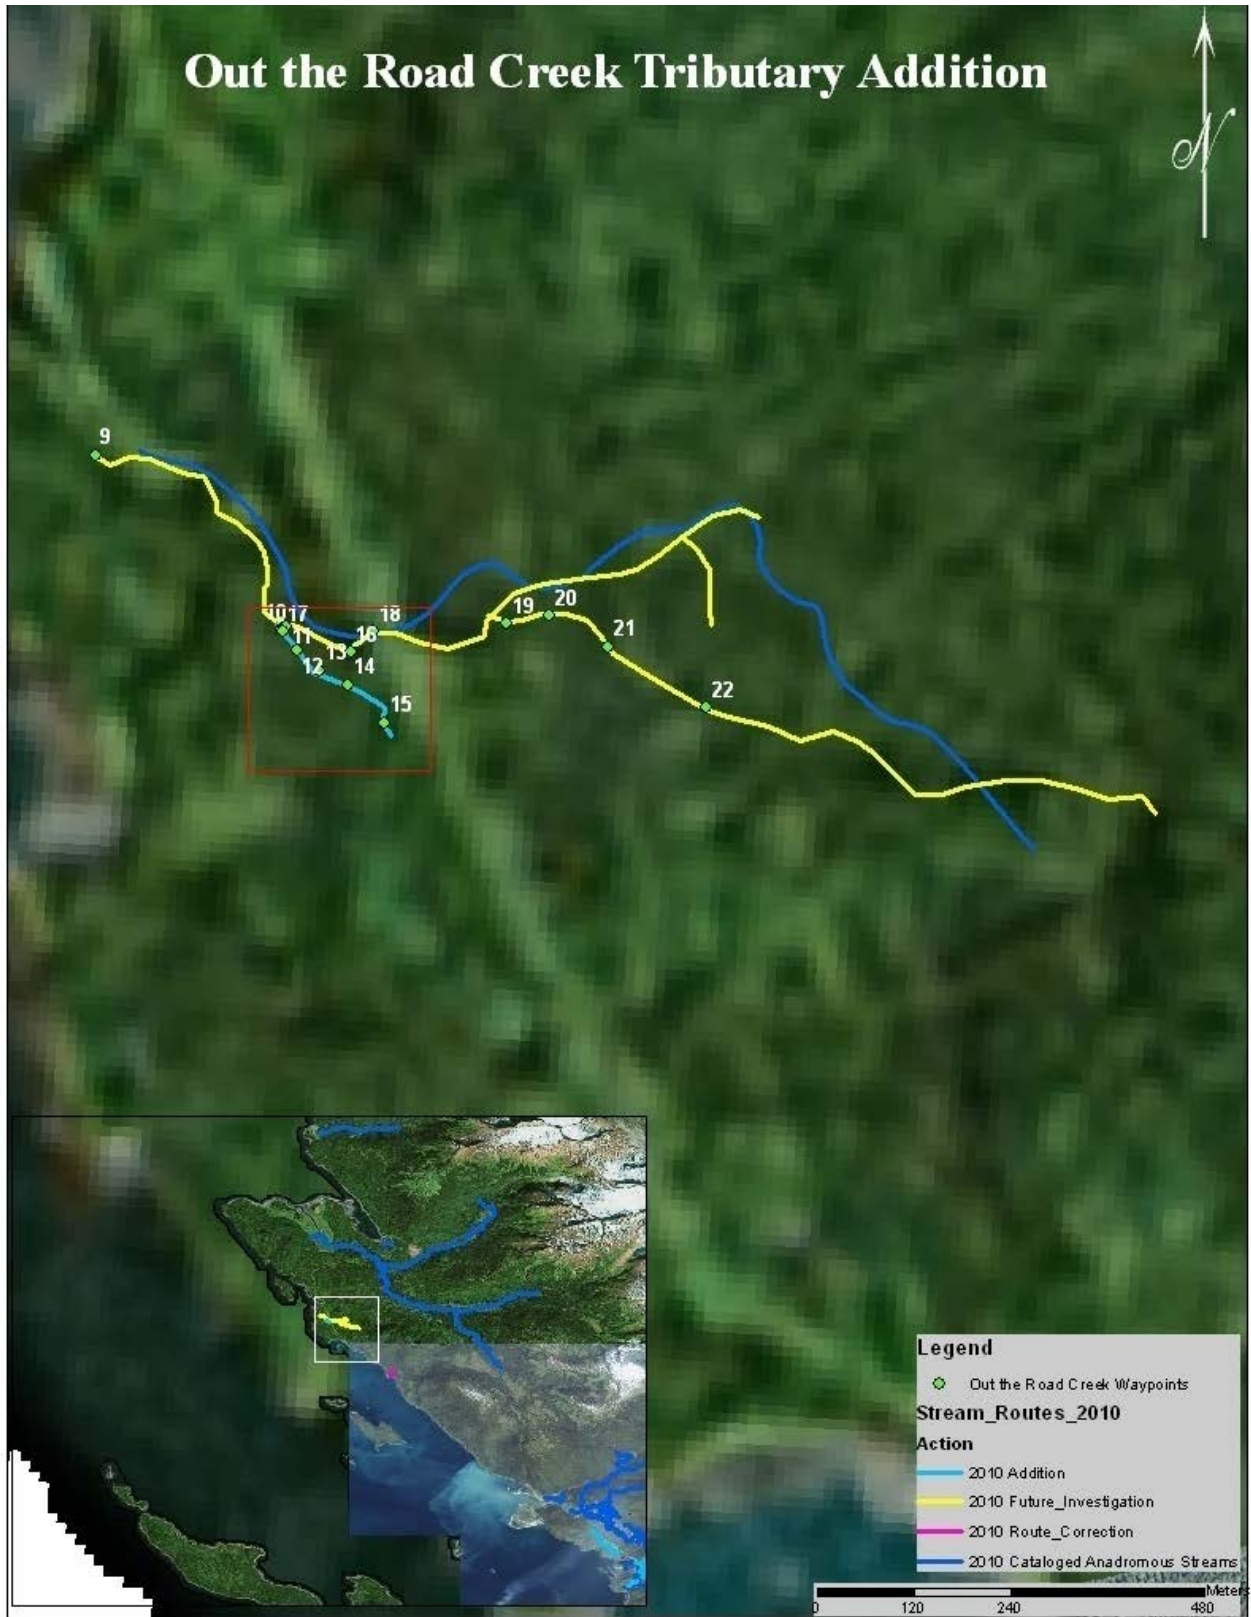 Out the Road Creek Tributary Addition
N
9
10 17
18
11
16
13
12
14
15
19
20
21
22
Legend
Out the Road Creek Waypoints
Stream_Routes_2010
Action
2010 Addition
2010 Future_Investigation
2010 Route_Correction
2010 Cataloged Anadromous Streams
Meters
0 120 240 480